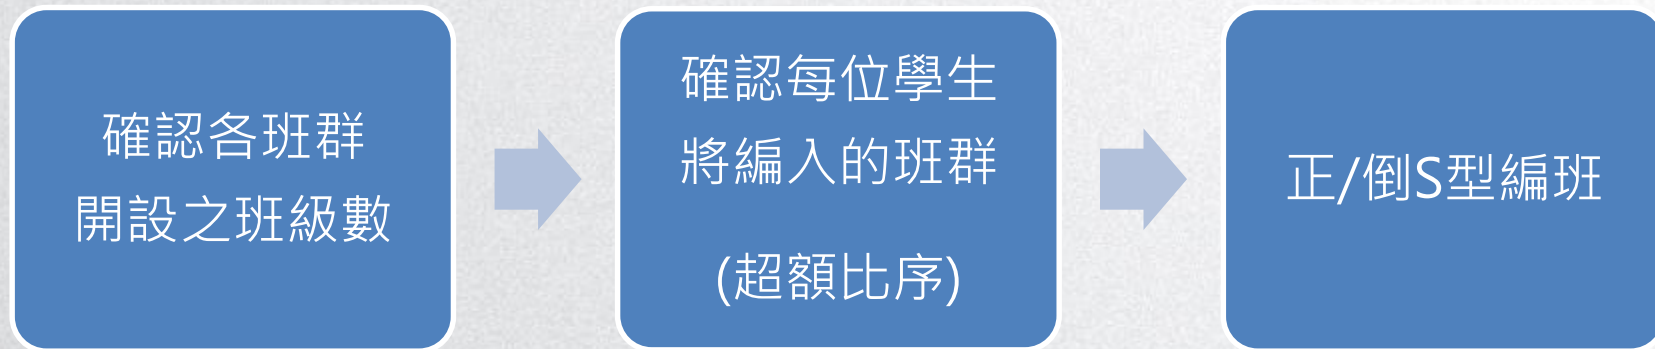 確認各班群
開設之班級數
確認每位學生
將編入的班群
(超額比序)
正/倒S型編班